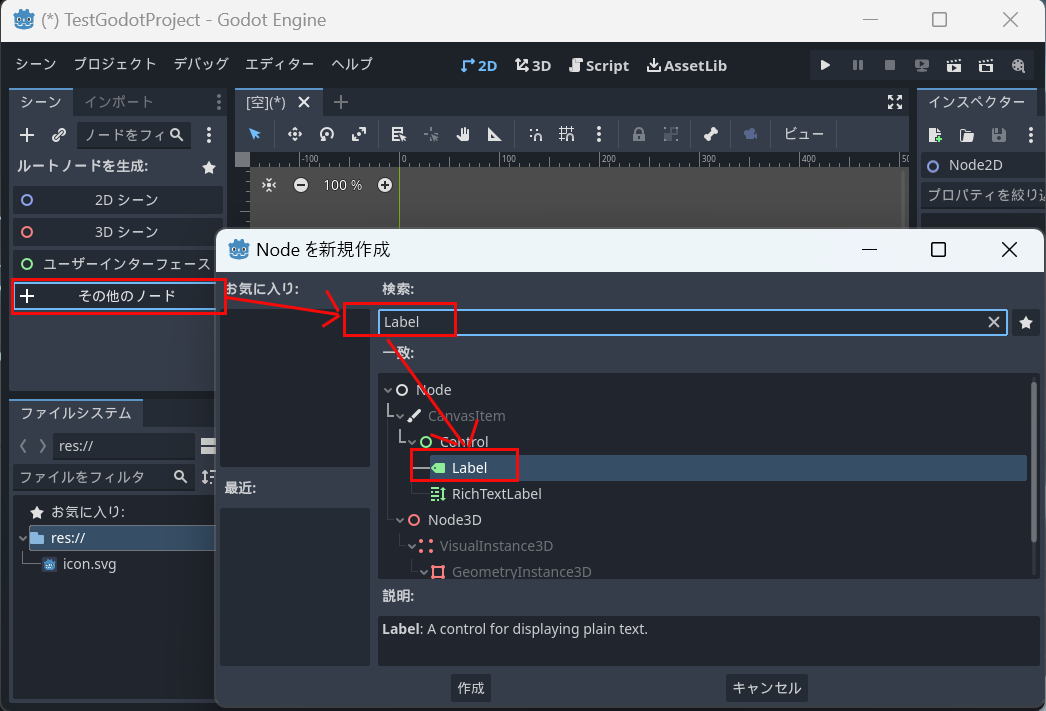 (*) TestGodotProject - Godot Engine
シーン プロジェクト デバッグ エディター ヘルプ 2D 3D Script AssetLib
シーン インポート
[空](*)
インスペクター
ノードをフィ
ビュー
ルートノードを生成:
-100 0 100 200 300 400 50
100 %
Node2D
プロパティを絞り込
2D シーン
3D シーン
ユーザーインターフェース
その他のノード
Node を新規作成
お気に入り:
検索:
Label
一致:
Node
CanvasItem
Control
Label
RichTextLabel
Node3D
VisualInstance3D
GeometryInstance3D
最近:
説明:
Label: A control for displaying plain text.
作成
キャンセル
ファイルシステム
res://
ファイルをフィルタ
お気に入り:
res://
icon.svg